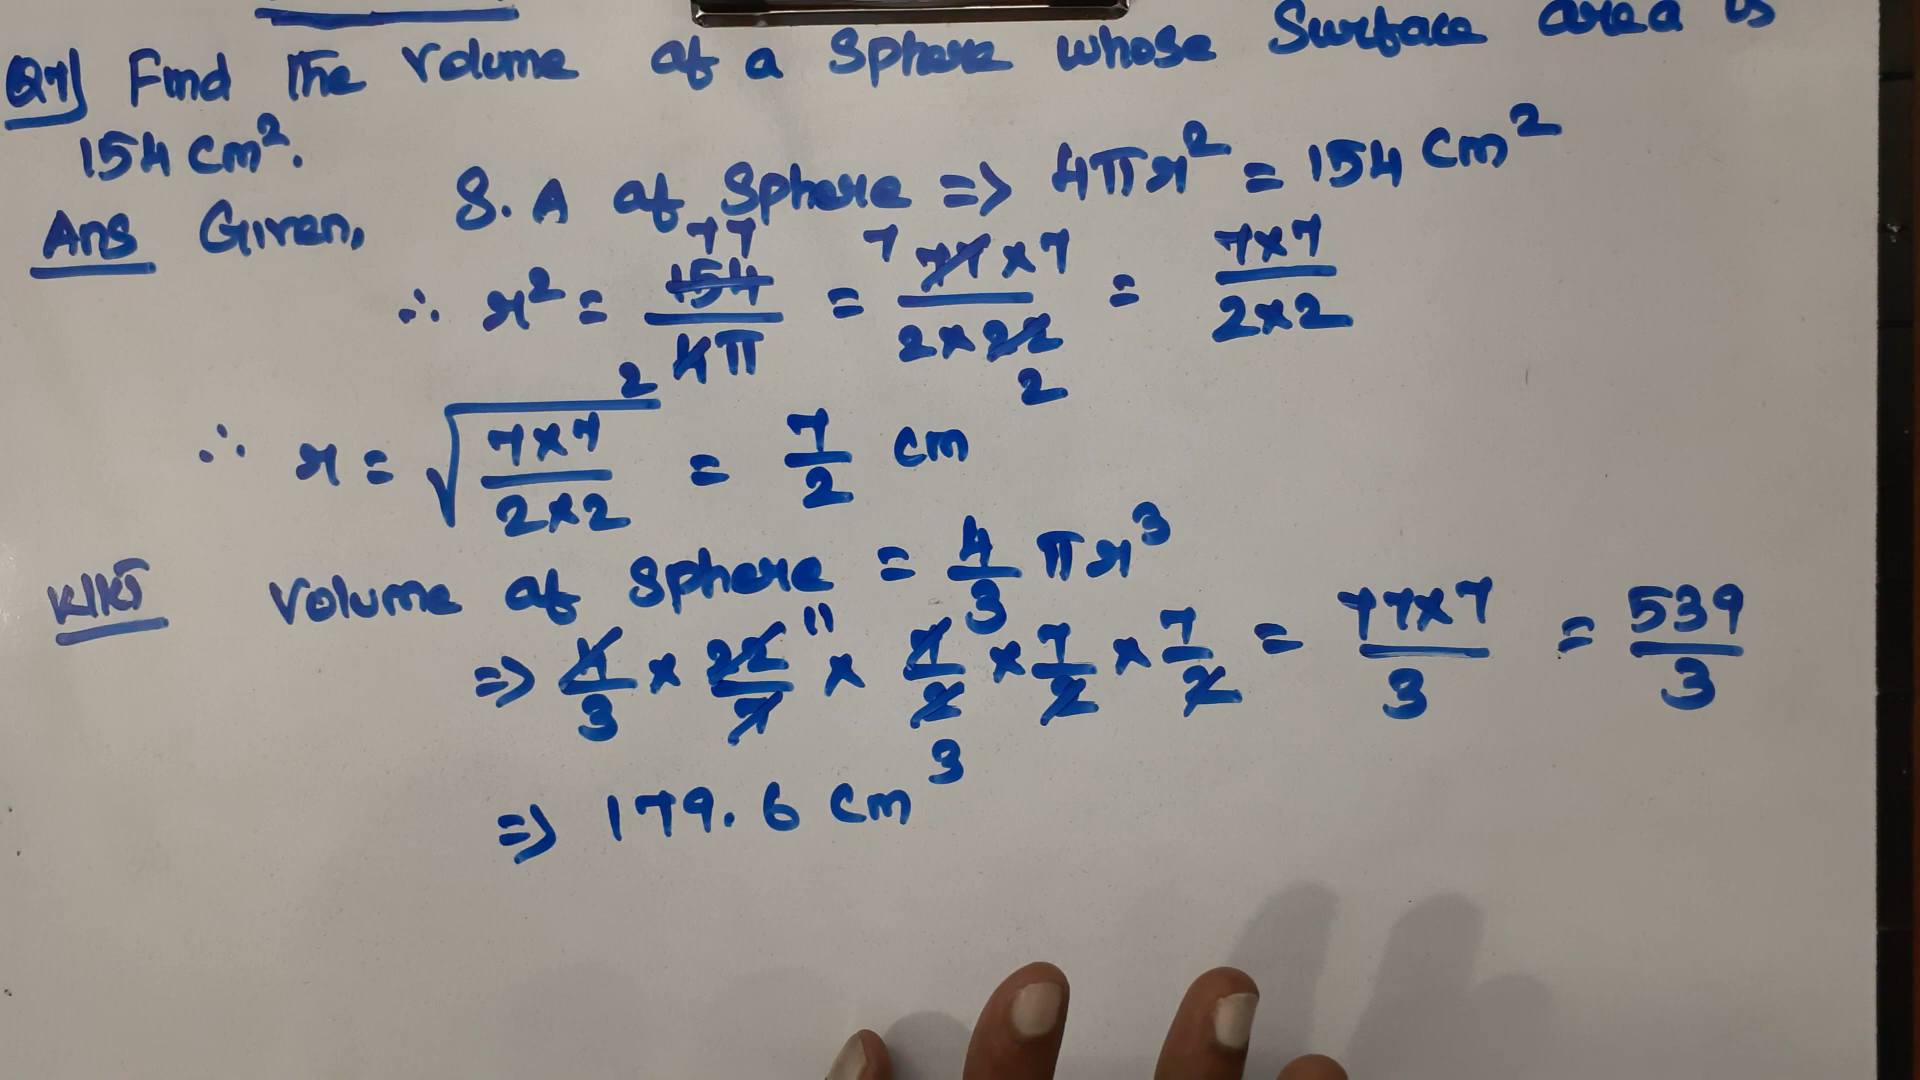 Q7) Find the volume of a sphere whose surface area is
154 cm².
Ans Given, S.A of Sphere => 4πr² = 154 cm²
∴ r² = 154/4π = 77×7/2×22 = 7×7/2×2
∴ r = √(7×7/2×2) = 7/2 cm
WKT Volume of Sphere = 4/3 πr³
=> 4/3 × 22/7 × 7/2 × 7/2 × 7/2 = 77×7/3 = 539/3
=> 179.6 cm³